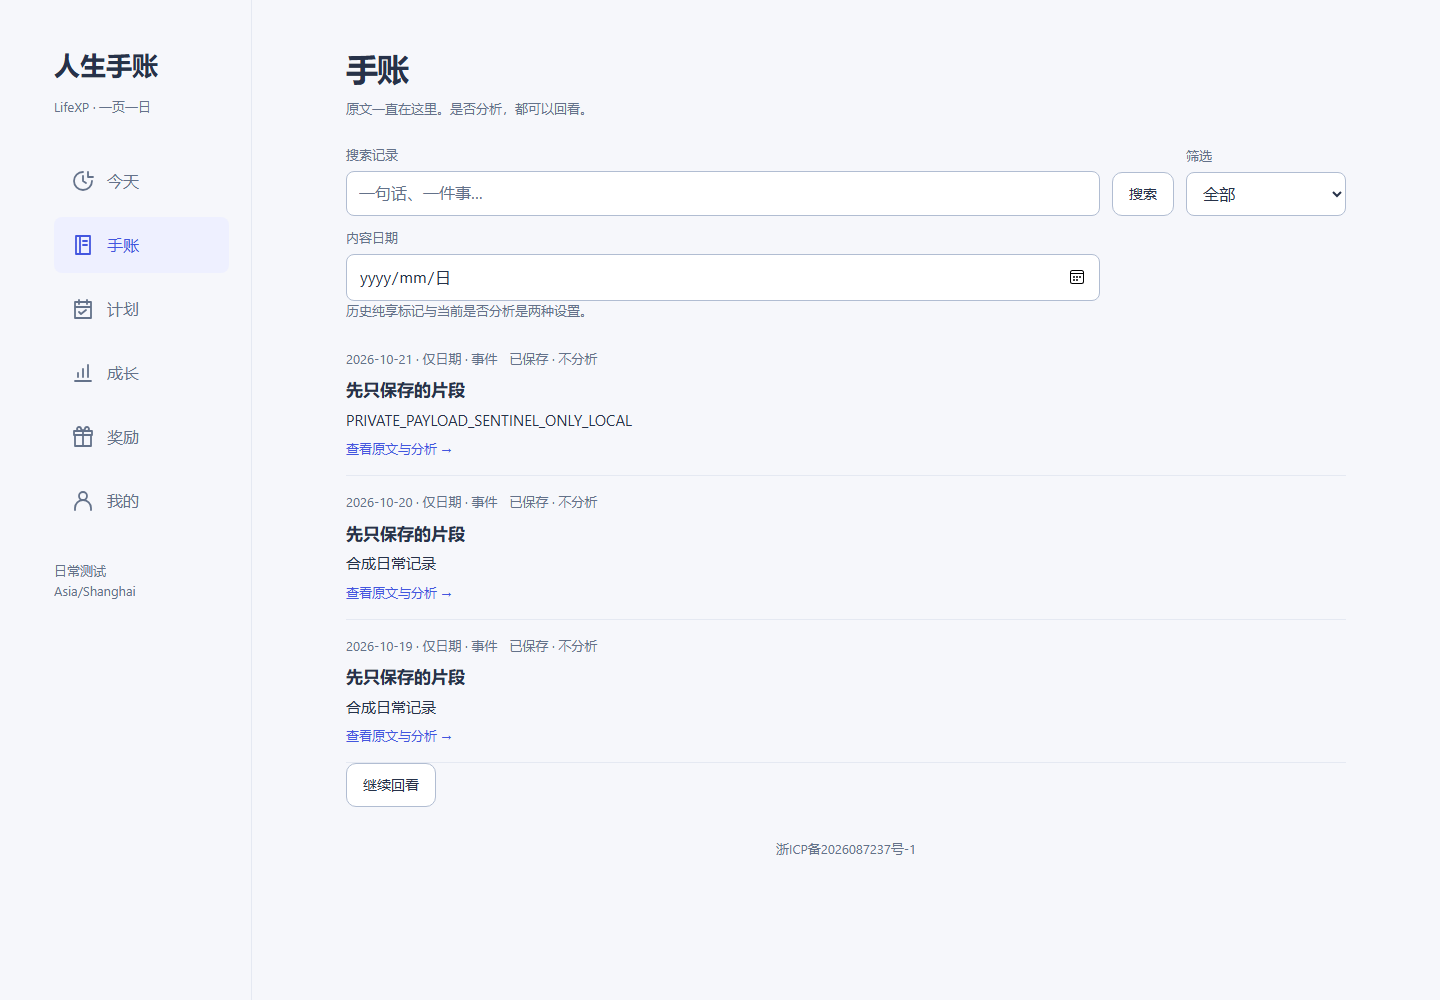 人生手账
LifeXP · 一页一日
今天
手账
计划
成长
奖励
我的
日常测试
Asia/Shanghai
手账
原文一直在这里。是否分析，都可以回看。
搜索记录
一句话、一件事...
搜索
筛选
全部
内容日期
yyyy/mm/日
历史纯享标记与当前是否分析是两种设置。
2026-10-21 · 仅日期 · 事件 已保存 · 不分析
先只保存的片段
PRIVATE_PAYLOAD_SENTINEL_ONLY_LOCAL
查看原文与分析 →
2026-10-20 · 仅日期 · 事件 已保存 · 不分析
先只保存的片段
合成日常记录
查看原文与分析 →
2026-10-19 · 仅日期 · 事件 已保存 · 不分析
先只保存的片段
合成日常记录
查看原文与分析 →
继续回看
浙ICP备2026087237号-1